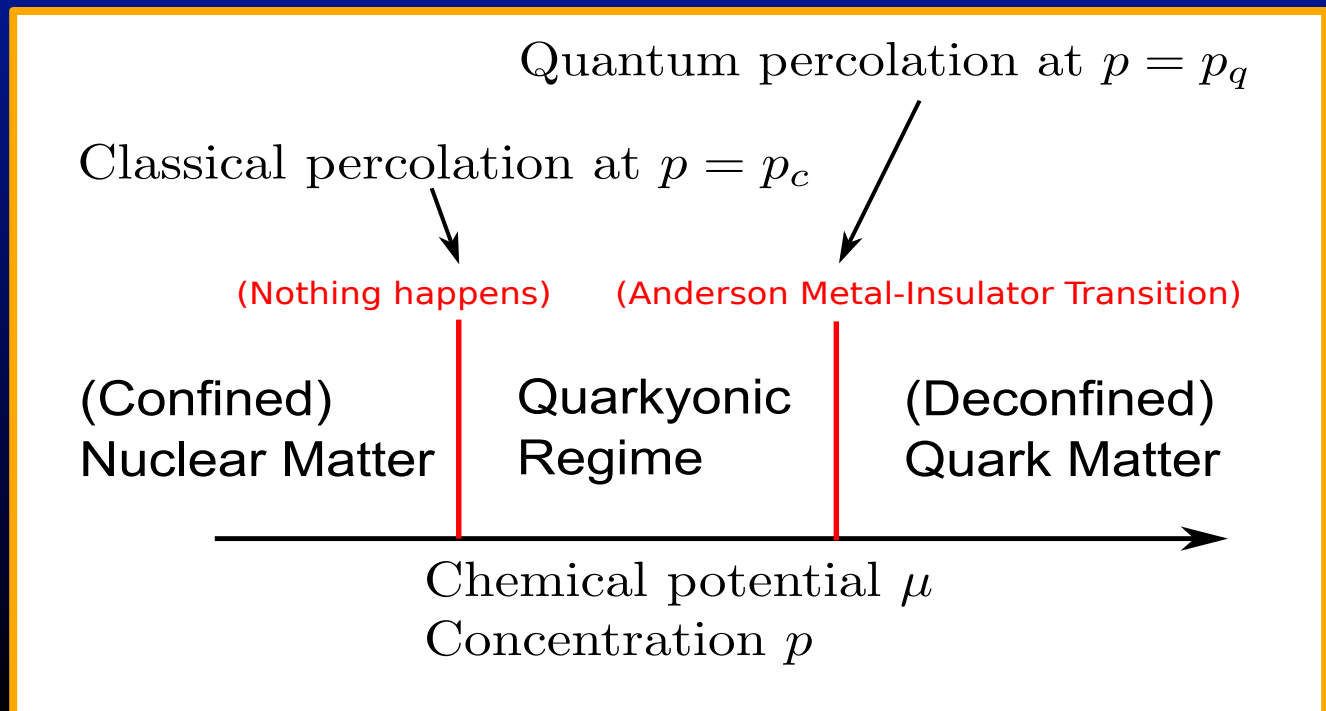 Quantum percolation at p = p_q
Classical percolation at p = p_c
(Nothing happens)
(Anderson Metal-Insulator Transition)
(Confined)
Nuclear Matter
Quarkyonic
Regime
(Deconfined)
Quark Matter
Chemical potential μ
Concentration p